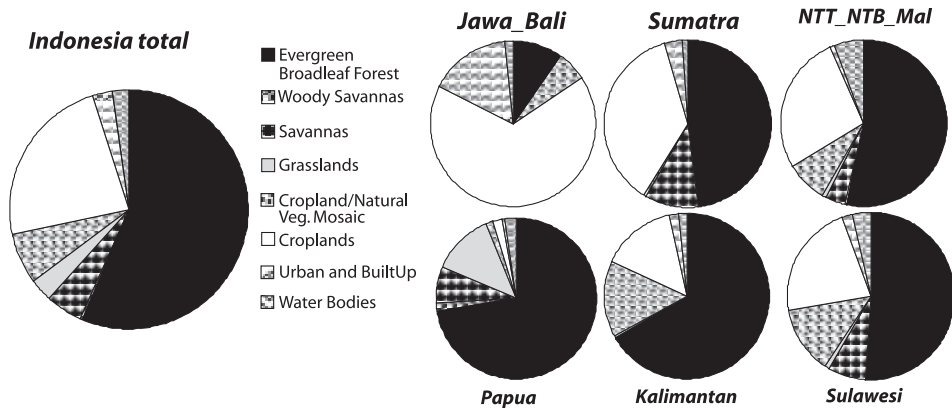 Indonesia total
Evergreen
Broadleaf Forest
Woody Savannas
Savannas
Grasslands
Cropland/Natural
Veg. Mosaic
Croplands
Urban and BuiltUp
Water Bodies
Jawa_Bali
Sumatra
NTT_NTB_Mal
Papua
Kalimantan
Sulawesi